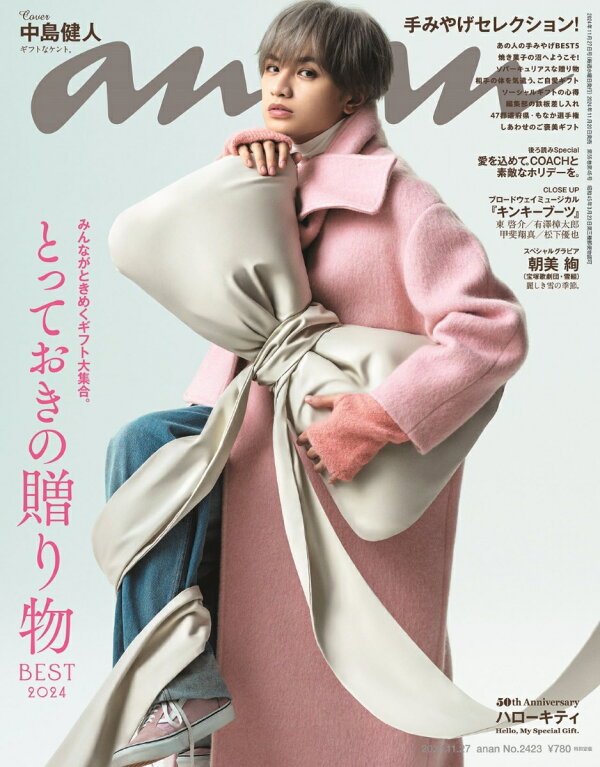 Cover
中島健人
ギフトなケント。
anan
手みやげセレクション!
あの人の手みやげBEST5
焼き菓子の沼へようこそ!
ソバーキュリアスな贈り物
相手の体を気遣う、ご自愛ギフト
ソーシャルギフトの心得
編集部の鉄板差し入れ
47都道府県・もなか選手権
しあわせのご褒美ギフト
後ろ読みSpecial
愛を込めて。COACHと
素敵なホリデーを。
CLOSE UP
ブロードウェイミュージカル
『キンキーブーツ』
東 啓介/有澤樟太郎
甲斐翔真/松下優也
スペシャルグラビア
朝美 絢
(宝塚歌劇団・雪組)
麗しき雪の季節。
みんながときめくギフト大集合。
とっておきの贈り物
BEST
2024
50th Anniversary
ハローキティ
Hello, My Special Gift.
2024.11.27 anan No.2423 ¥780 特別定価